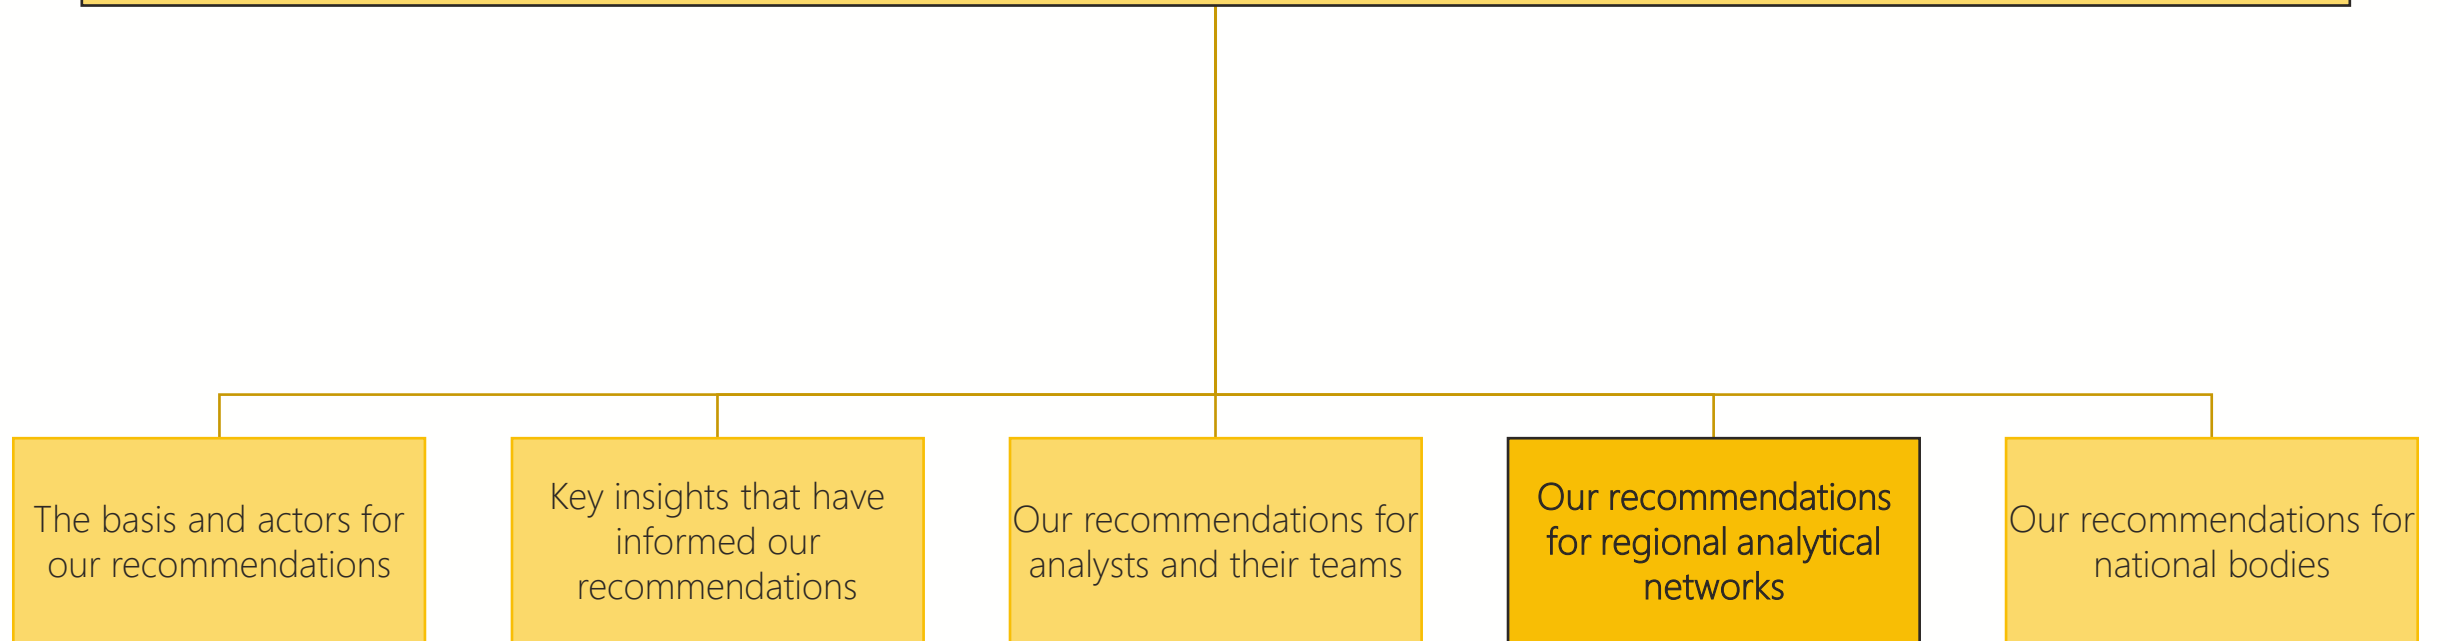 The basis and actors for
our recommendations
Key insights that have
informed our
recommendations
Our recommendations for
analysts and their teams
Our recommendations
for regional analytical
networks
Our recommendations for
national bodies